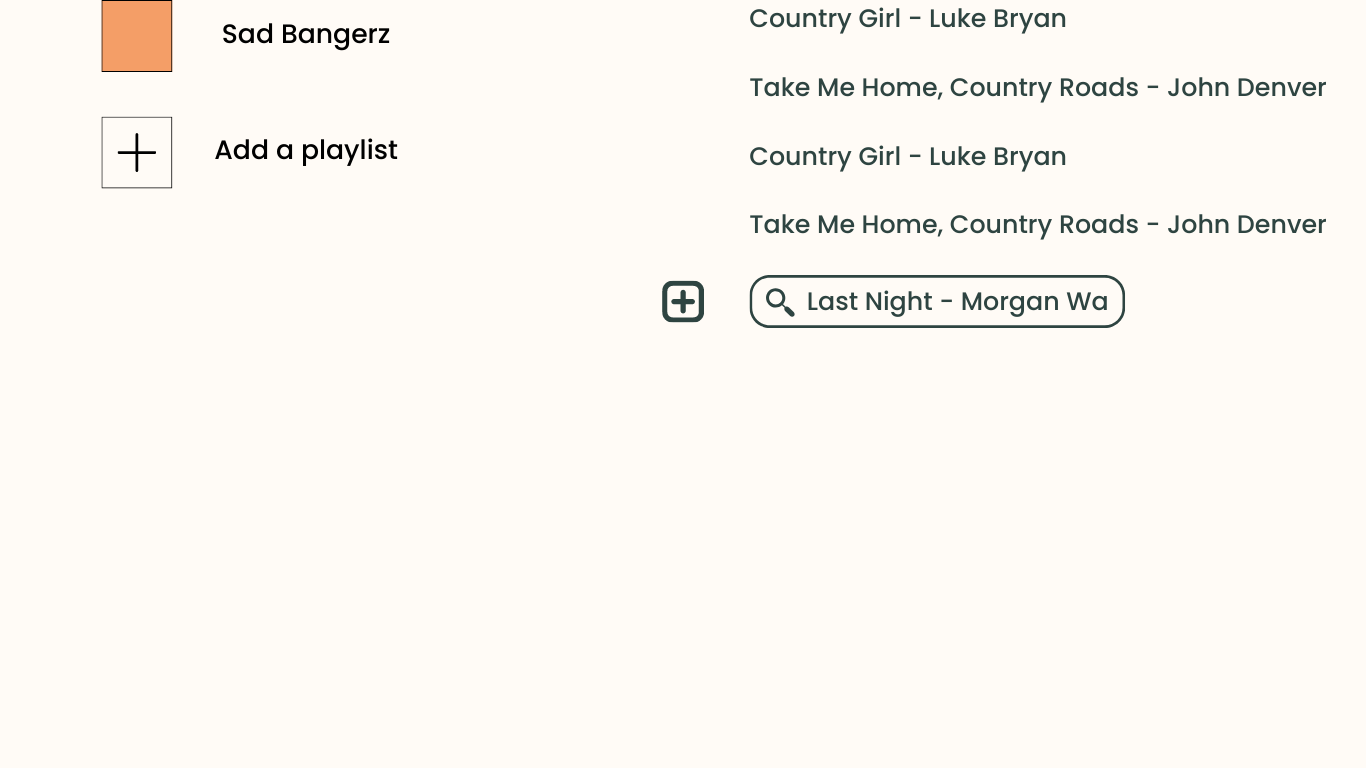 Sad Bangerz
Add a playlist
Country Girl - Luke Bryan
Take Me Home, Country Roads - John Denver
Country Girl - Luke Bryan
Take Me Home, Country Roads - John Denver
Last Night - Morgan Wa